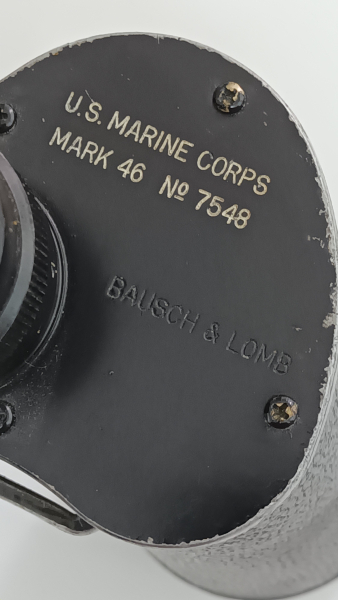 U.S. MARINE CORPS
MARK 46 Nº 7548
BAUSCH & LOMB